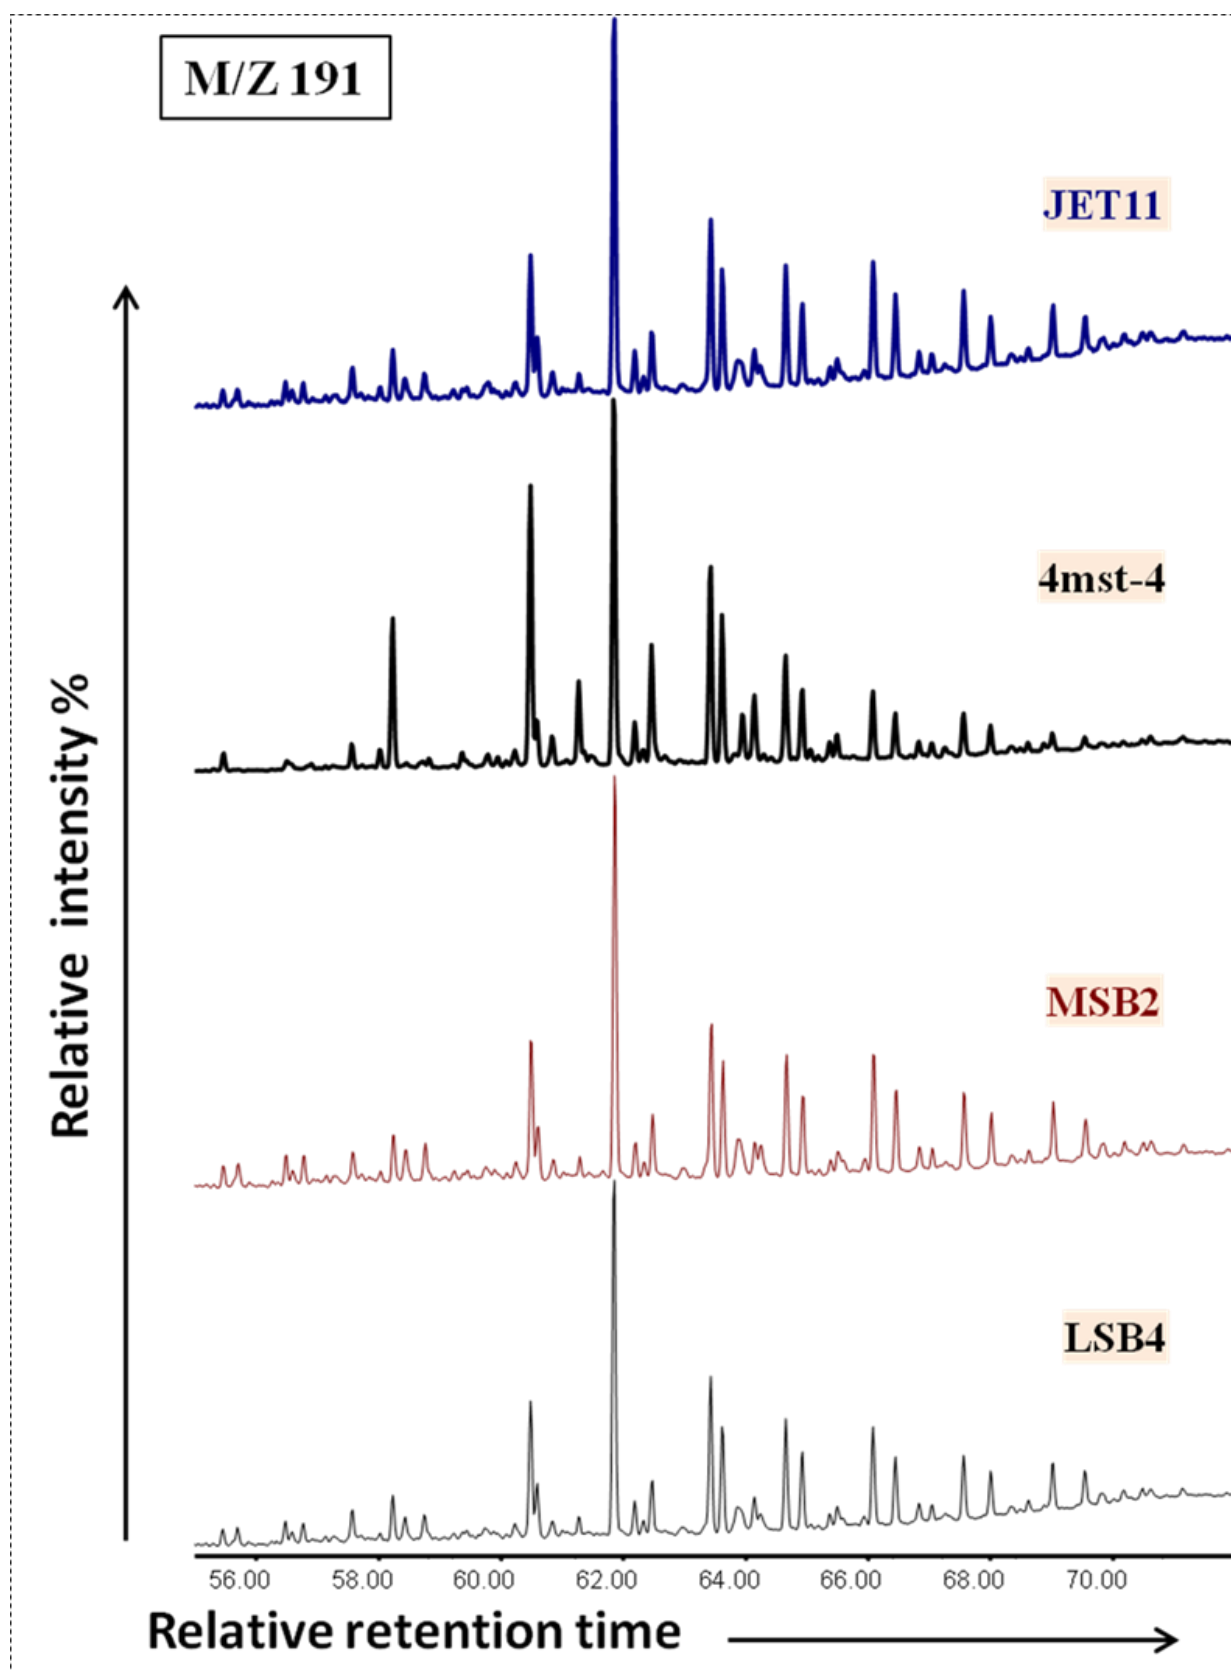 M/Z 191
JET11
4mst-4
MSB2
LSB4
Relative intensity %
56.00 58.00 60.00 62.00 64.00 66.00 68.00 70.00
Relative retention time